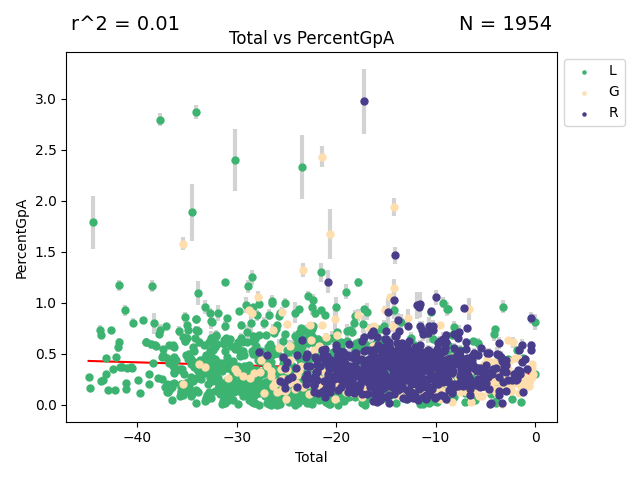 r^2 = 0.01
N = 1954
Total vs PercentGpA
L
G
R
3.0
2.5
2.0
1.5
1.0
0.5
0.0
PercentGpA
−40
−30
−20
−10
0
Total